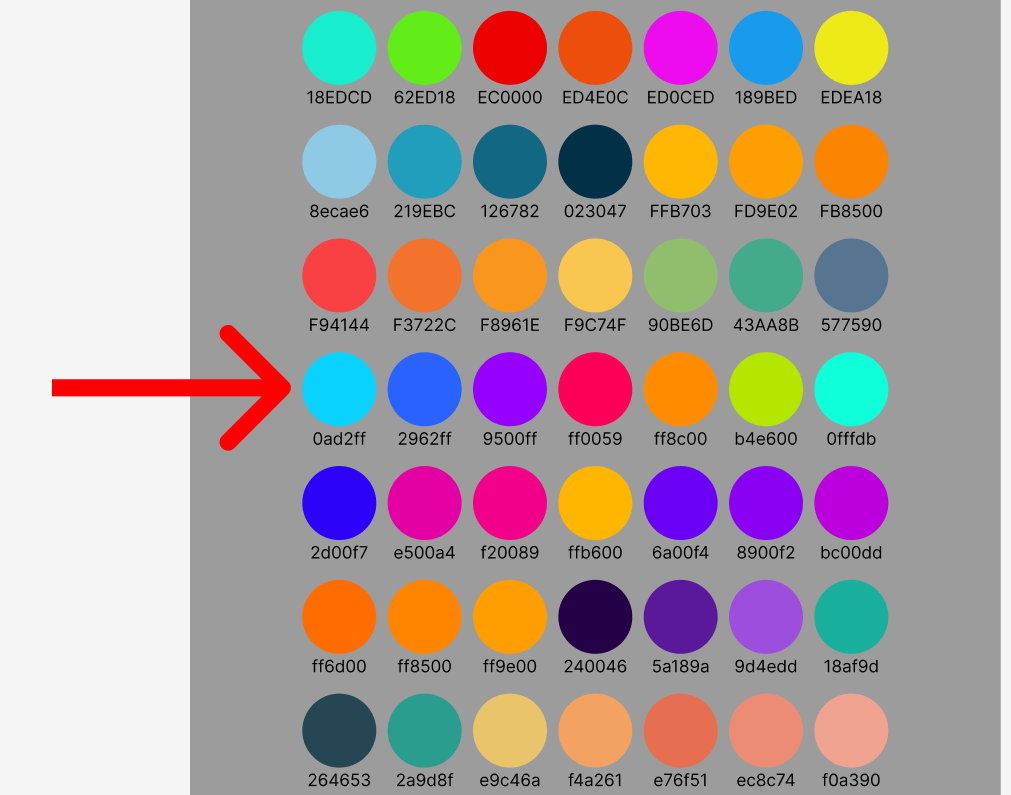 18EDCD 62ED18 EC0000 ED4E0C ED0CED 189BED EDEA18
8ecae6 219EBC 126782 023047 FFB703 FD9E02 FB8500
F94144 F3722C F8961E F9C74F 90BE6D 43AA8B 577590
0ad2ff 2962ff 9500ff ff0059 ff8c00 b4e600 0fffdb
2d00f7 e500a4 f20089 ffb600 6a00f4 8900f2 bc00dd
ff6d00 ff8500 ff9e00 240046 5a189a 9d4edd 18af9d
264653 2a9d8f e9c46a f4a261 e76f51 ec8c74 f0a390